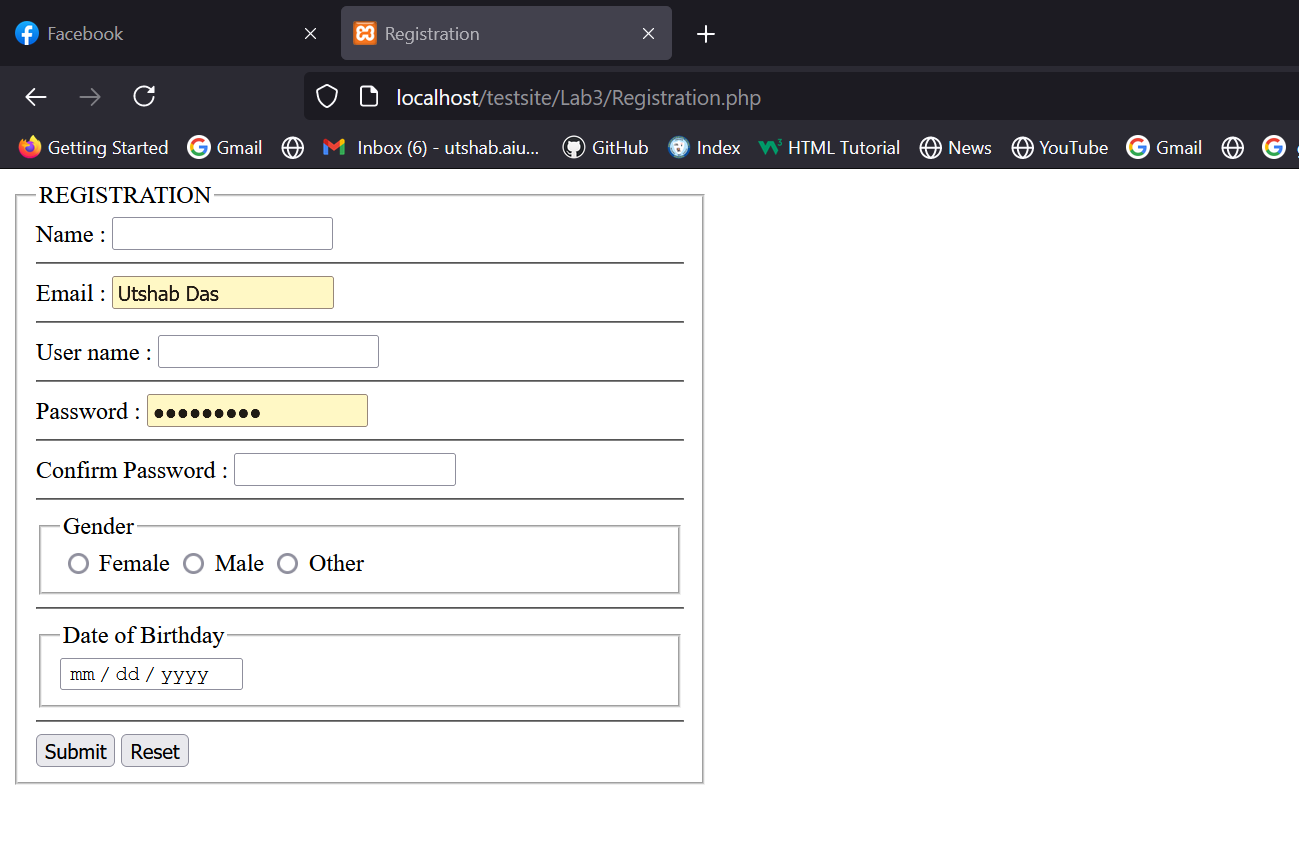 Facebook
Registration
localhost/testsite/Lab3/Registration.php
Getting Started Gmail Inbox (6) - utshab.aiu... GitHub Index W3 HTML Tutorial News YouTube Gmail
REGISTRATION
Name :
Email : Utshab Das
User name :
Password : ●●●●●●●●●
Confirm Password :
Gender
Female Male Other
Date of Birthday
mm / dd / yyyy
Submit Reset